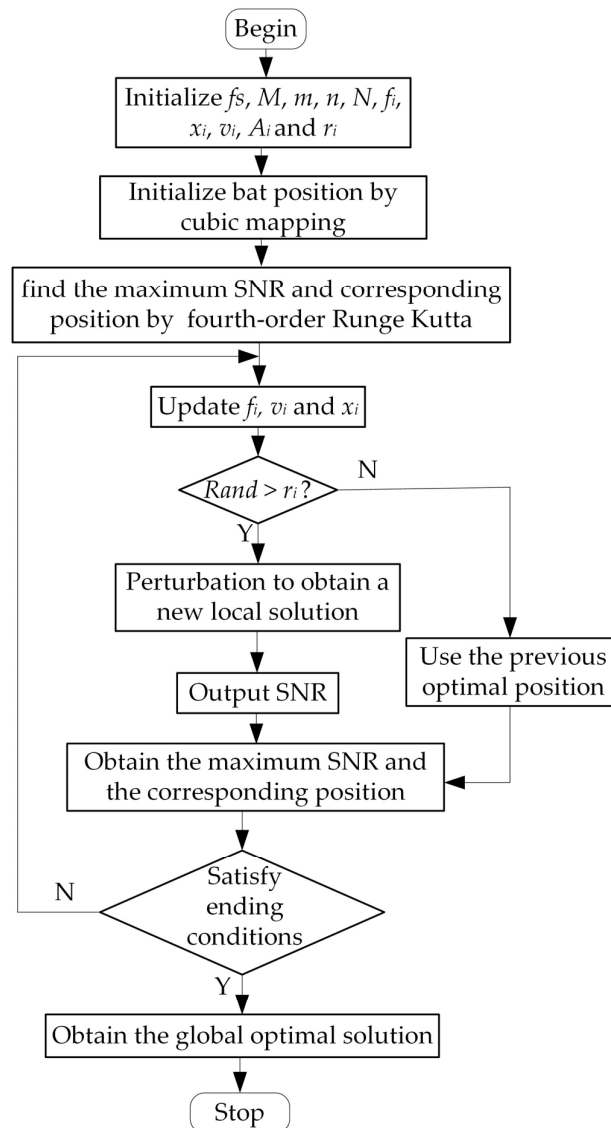 Begin
Initialize fs, M, m, n, N, fi,
xi, vi, Ai and ri
Initialize bat position by
cubic mapping
find the maximum SNR and corresponding
position by fourth-order Runge Kutta
Update fi, vi and xi
N
Rand > ri?
Y
Perturbation to obtain a
new local solution
Use the previous
optimal position
Output SNR
Obtain the maximum SNR and
the corresponding position
N
Satisfy
ending
conditions
Y
Obtain the global optimal solution
Stop